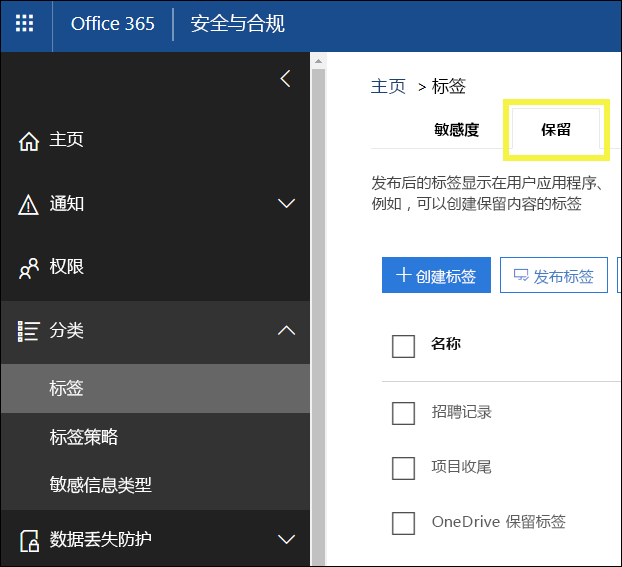 Office 365 安全与合规
主页
通知
权限
分类
标签
标签策略
敏感信息类型
数据丢失防护
主页 > 标签
敏感度 保留
发布后的标签显示在用户应用程序、
例如，可以创建保留内容的标签
创建标签 发布标签
名称
招聘记录
项目收尾
OneDrive 保留标签